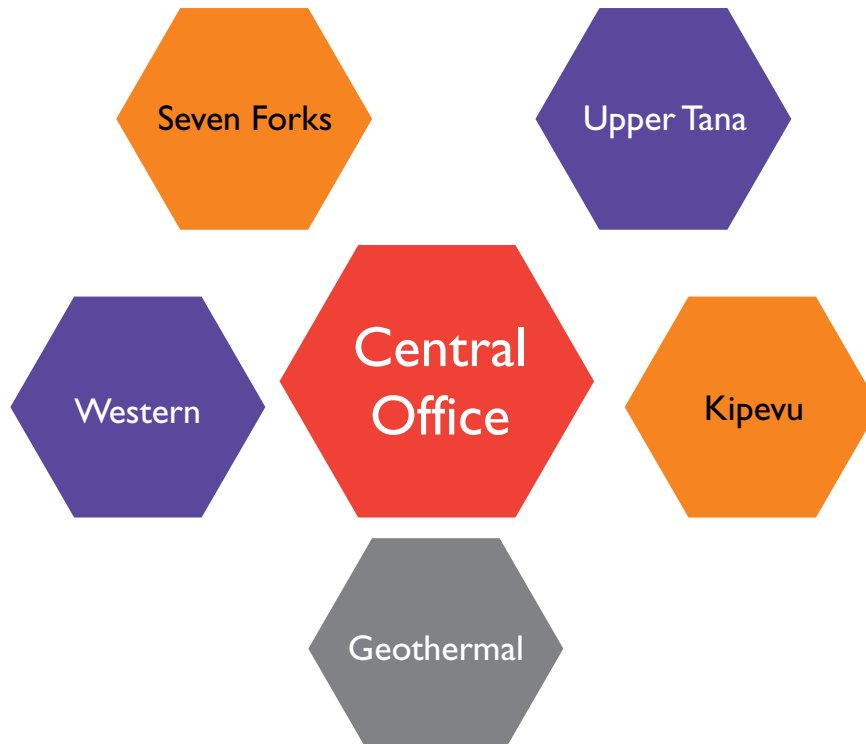 Seven Forks
Upper Tana
Central
Office
Western
Kipevu
Geothermal